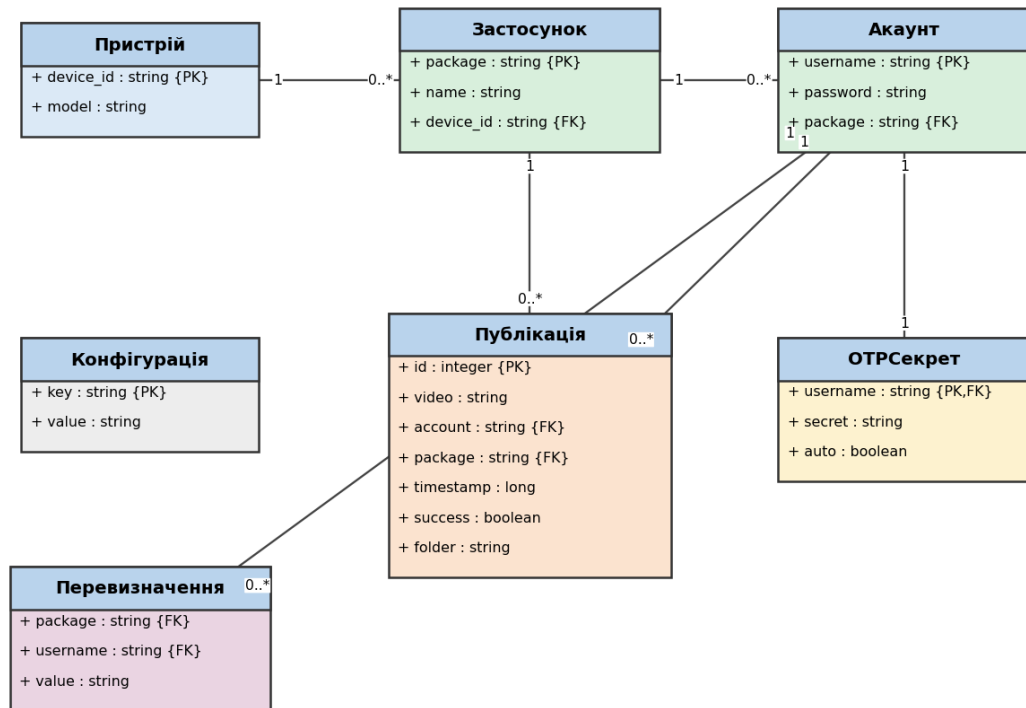 Пристрій
+ device_id : string {PK}
+ model : string
1
0..*
Застосунок
+ package : string {PK}
+ name : string
+ device_id : string {FK}
1
0..*
Акаунт
+ username : string {PK}
+ password : string
+ package : string {FK}
1
1
1
1
0..*
1
Конфігурація
+ key : string {PK}
+ value : string
Публікація
0..*
+ id : integer {PK}
+ video : string
+ account : string {FK}
+ package : string {FK}
+ timestamp : long
+ success : boolean
+ folder : string
OTPСекрет
+ username : string {PK,FK}
+ secret : string
+ auto : boolean
Перевизначення
0..*
+ package : string {FK}
+ username : string {FK}
+ value : string